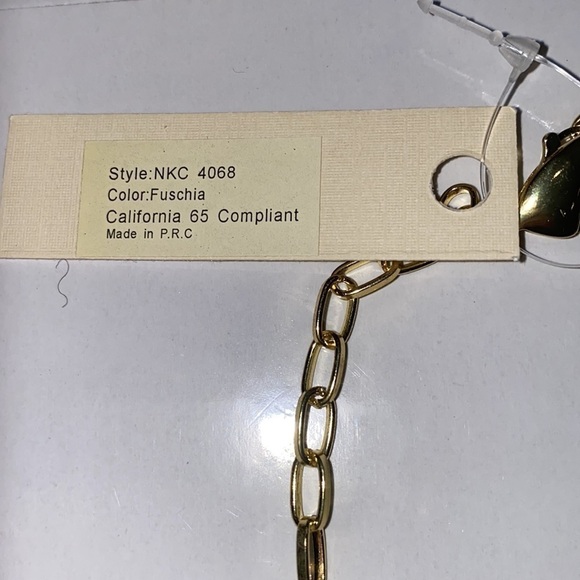 Style:NKC 4068
Color:Fuschia
California 65 Compliant
Made in P.R.C